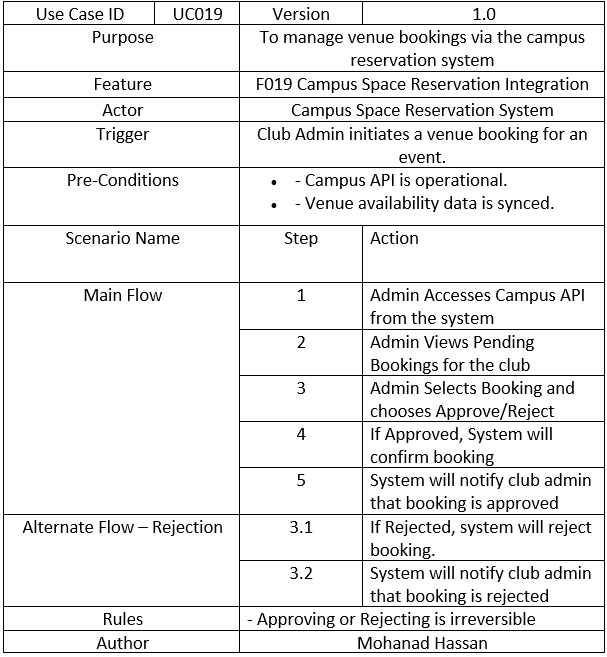 Use Case ID UC019 Version 1.0
Purpose To manage venue bookings via the campus
reservation system
Feature F019 Campus Space Reservation Integration
Actor Campus Space Reservation System
Trigger Club Admin initiates a venue booking for an
event.
Pre-Conditions • - Campus API is operational.
• - Venue availability data is synced.
Scenario Name Step Action
Main Flow 1 Admin Accesses Campus API
from the system
2 Admin Views Pending
Bookings for the club
3 Admin Selects Booking and
chooses Approve/Reject
4 If Approved, System will
confirm booking
5 System will notify club admin
that booking is approved
Alternate Flow – Rejection 3.1 If Rejected, system will reject
booking.
3.2 System will notify club admin
that booking is rejected
Rules - Approving or Rejecting is irreversible
Author Mohanad Hassan